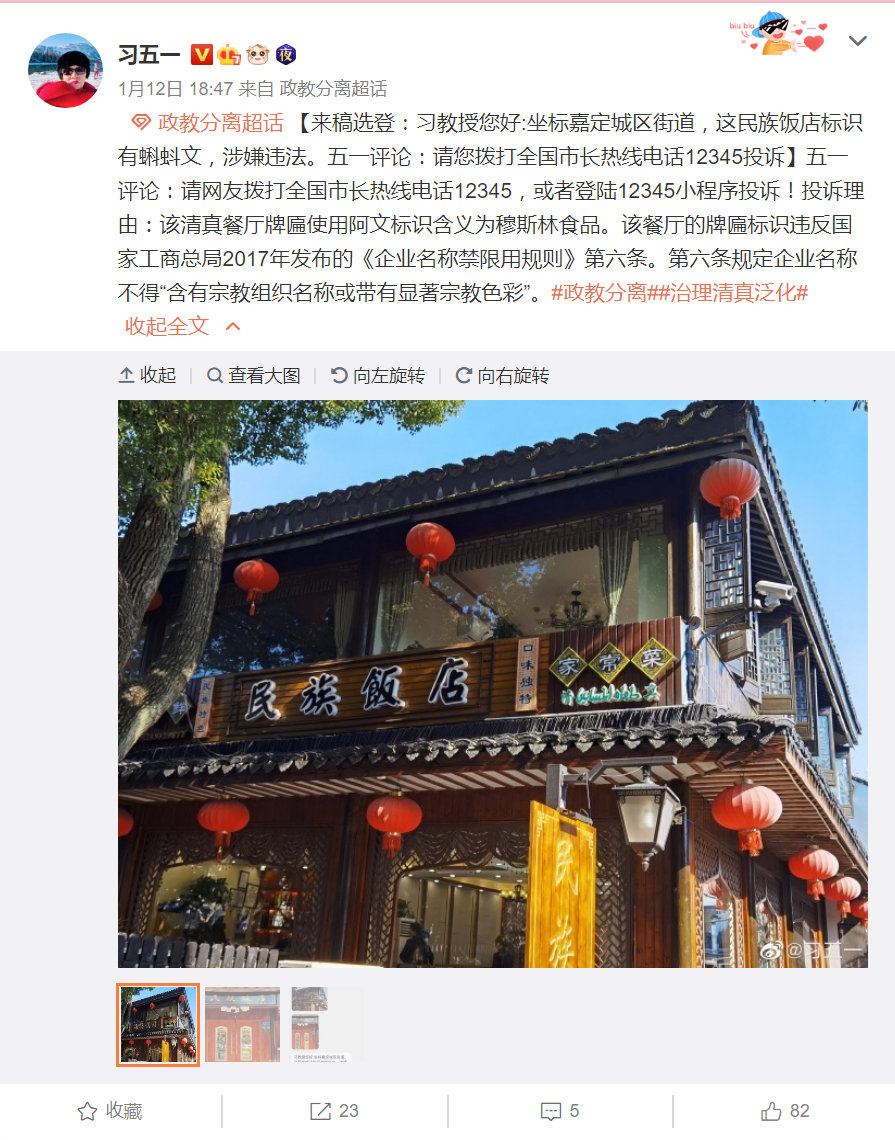 biu biu
习五一
夜
1月12日 18:47 来自 政教分离超话
政教分离超话 【来稿选登：习教授您好:坐标嘉定城区街道，这民族饭店标识
有蝌蚪文，涉嫌违法。五一评论：请您拨打全国市长热线电话12345投诉】五一
评论：请网友拨打全国市长热线电话12345，或者登陆12345小程序投诉！投诉理
由：该清真餐厅牌匾使用阿文标识含义为穆斯林食品。该餐厅的牌匾标识违反国
家工商总局2017年发布的《企业名称禁限用规则》第六条。第六条规定企业名称
不得“含有宗教组织名称或带有显著宗教色彩”。#政教分离##治理清真泛化#
收起全文
收起 查看大图 向左旋转 向右旋转
民族飯店
口味独特
家常菜
民族
@习五一
收藏 23 5 82